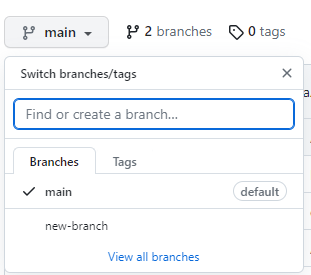 main 2 branches 0 tags
Switch branches/tags
Find or create a branch...
Branches Tags
main default
new-branch
View all branches